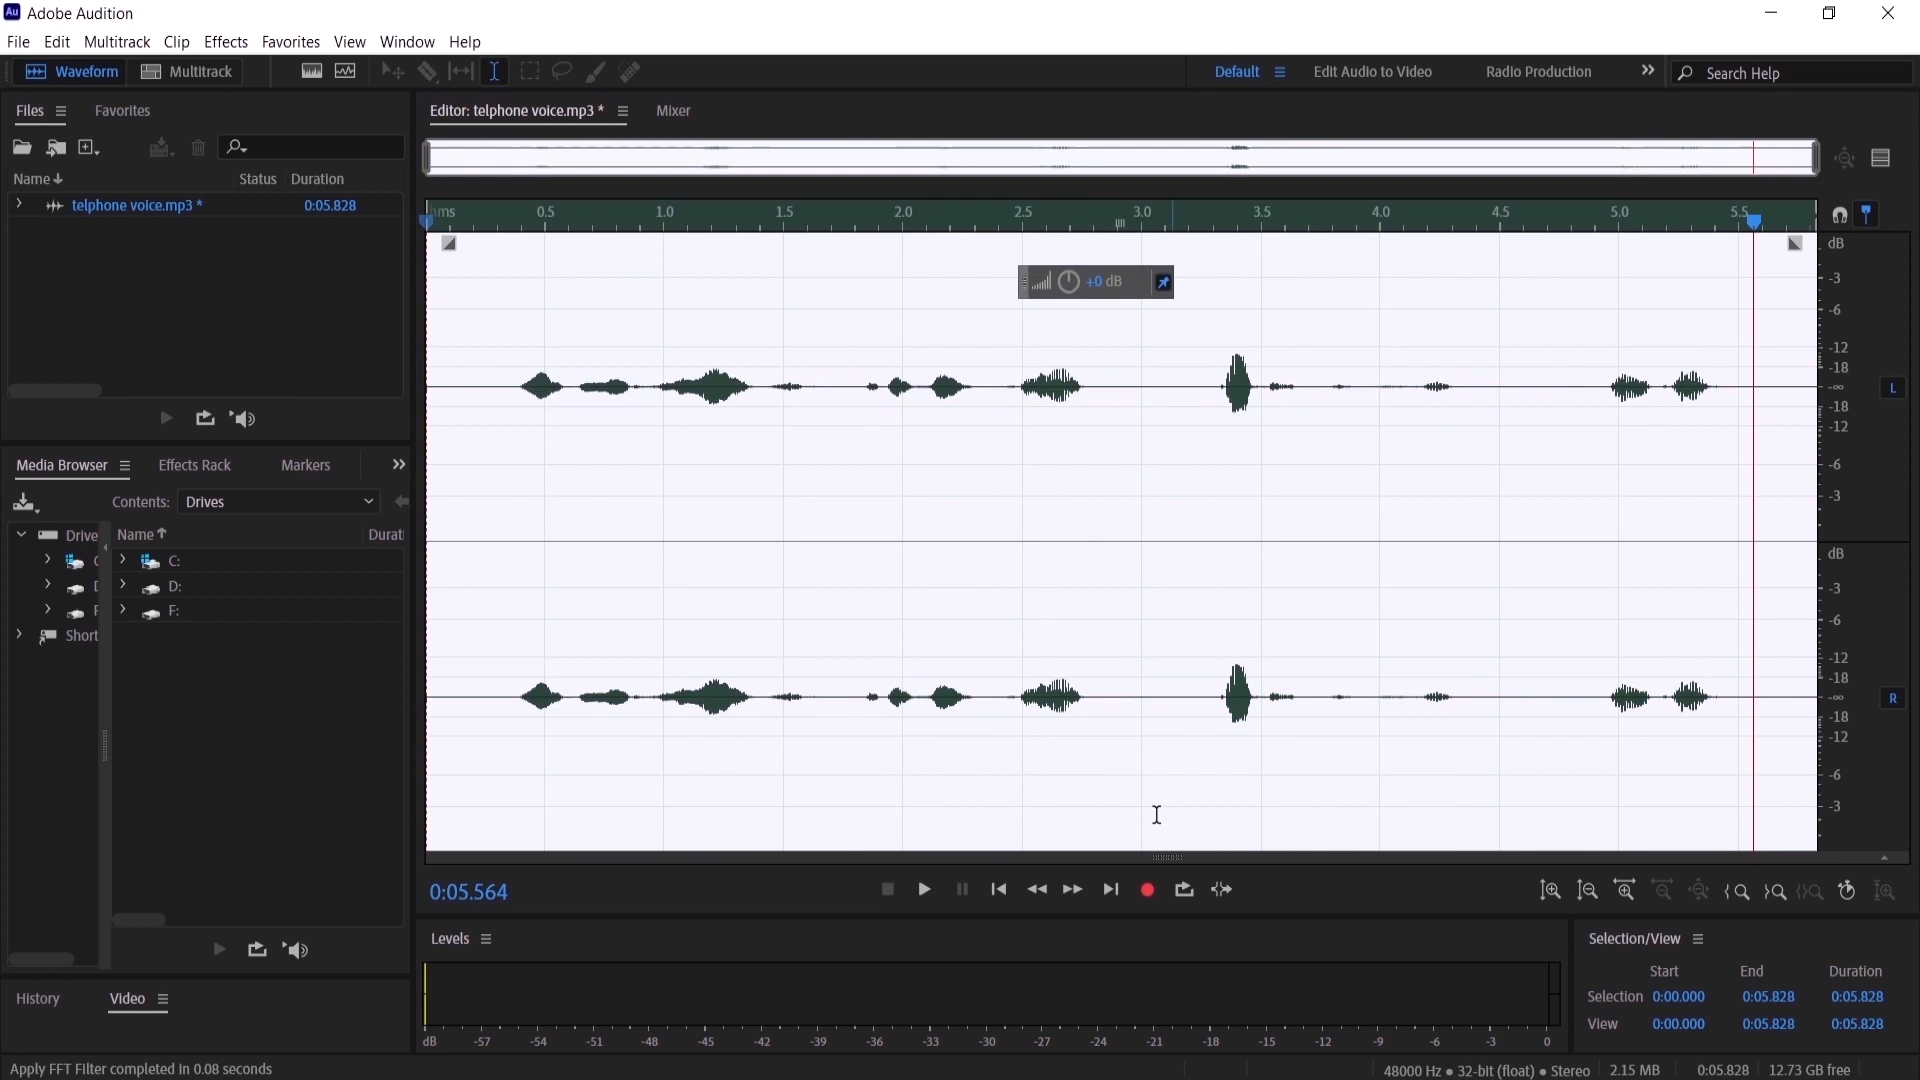 Au Adobe Audition
File Edit Multitrack Clip Effects Favorites View Window Help
Waveform Multitrack Default Edit Audio to Video Radio Production Search Help
Files Favorites
Name Status Duration
telphone voice.mp3 * 0:05.828
Media Browser Effects Rack Markers
Contents: Drives
Drive Name Durati
C:
D:
F:
Short
History Video
Editor: telphone voice.mp3 * Mixer
hms 0.5 1.0 1.5 2.0 2.5 3.0 3.5 4.0 4.5 5.0 5.5
+0 dB
dB
-3
-6
-12
-18
-∞
-18
-12
-6
-3
L
dB
-3
-6
-12
-18
-∞
-18
-12
-6
-3
R
0:05.564
Levels
dB -57 -54 -51 -48 -45 -42 -39 -36 -33 -30 -27 -24 -21 -18 -15 -12 -9 -6 -3 0
Selection/View
Start End Duration
Selection 0:00.000 0:05.828 0:05.828
View 0:00.000 0:05.828 0:05.828
Apply FFT Filter completed in 0.08 seconds
48000 Hz ● 32-bit (float) ● Stereo 2.15 MB 0:05.828 12.73 GB free